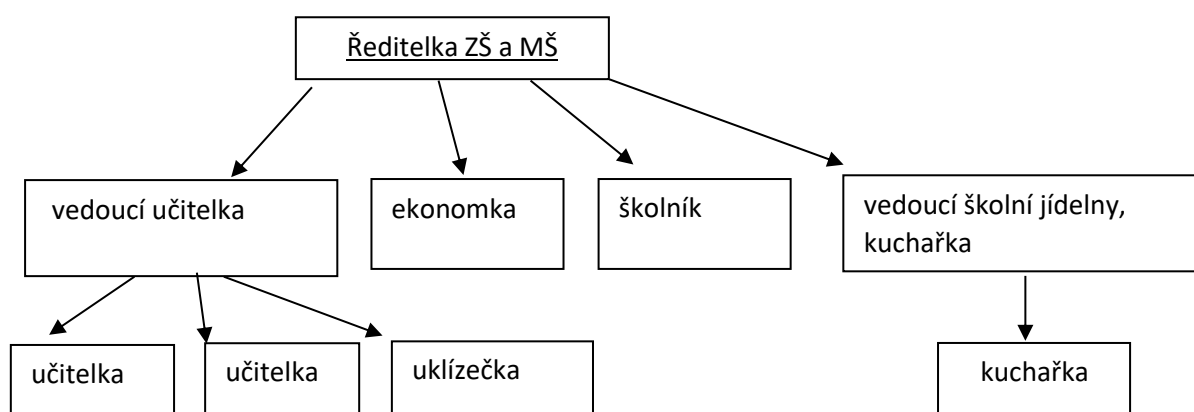 Ředitelka ZŠ a MŠ
vedoucí učitelka
ekonomka
školník
vedoucí školní jídelny,
kuchařka
učitelka
učitelka
uklízečka
kuchařka